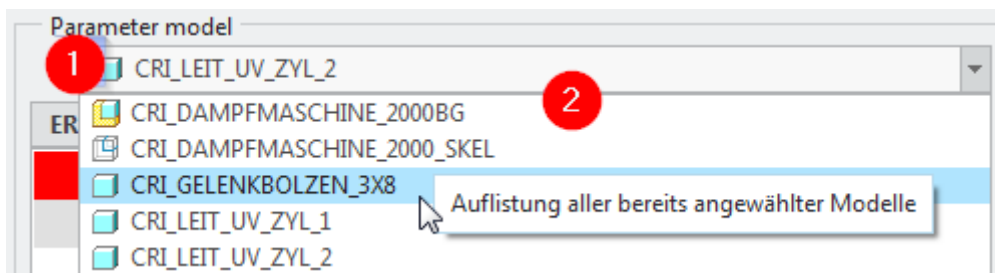 Parameter model
1
CRI_LEIT_UV_ZYL_2
2
ER
CRI_DAMPFMASCHINE_2000BG
CRI_DAMPFMASCHINE_2000_SKEL
CRI_GELENKBOLZEN_3X8
Auflistung aller bereits angewählter Modelle
CRI_LEIT_UV_ZYL_1
CRI_LEIT_UV_ZYL_2